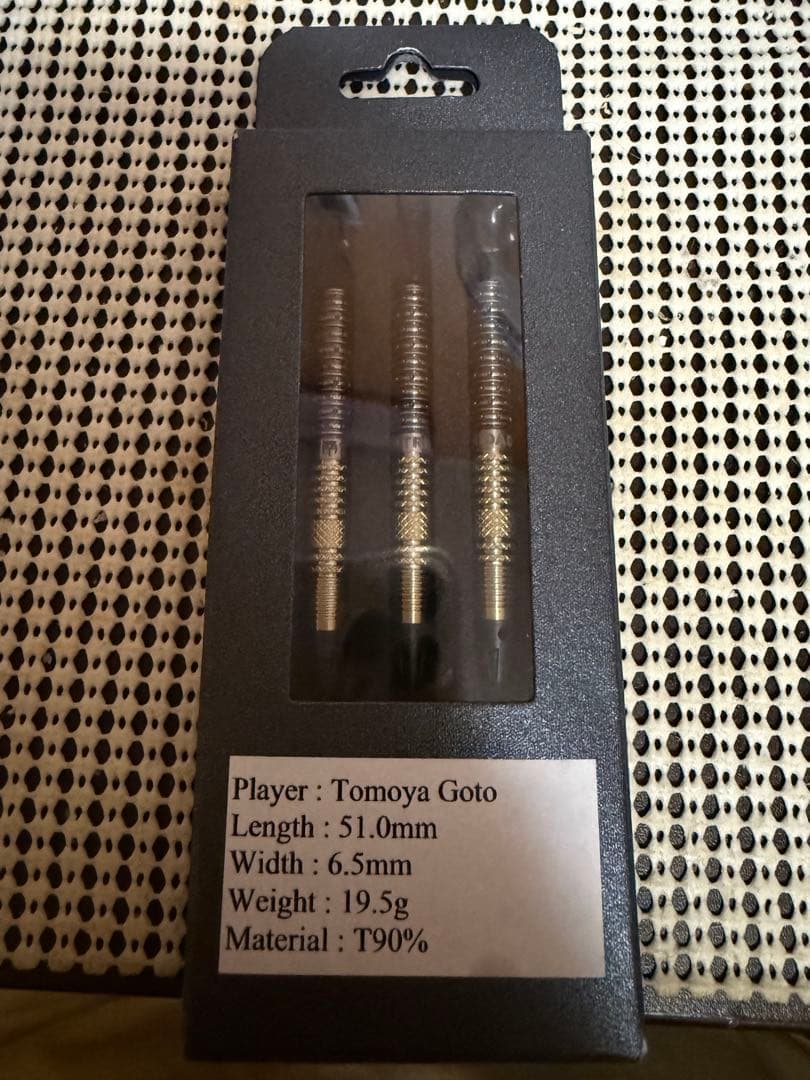 Player : Tomoya Goto
Length : 51.0mm
Width : 6.5mm
Weight : 19.5g
Material : T90%